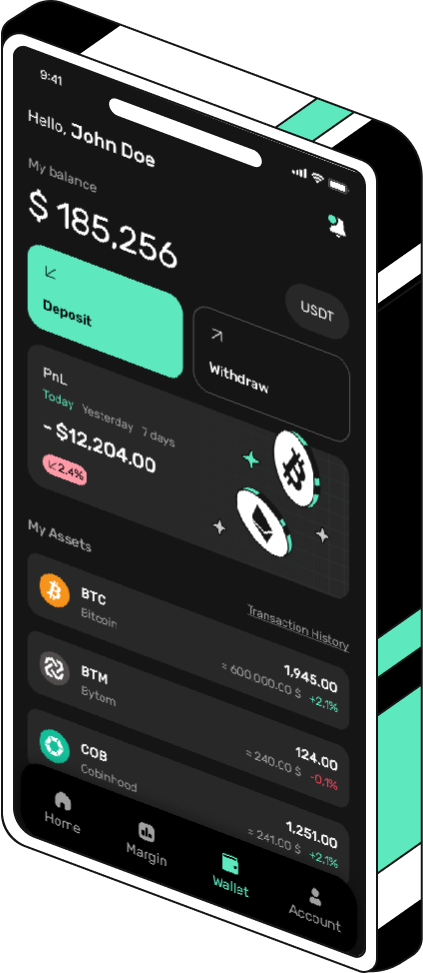 9:41
Hello, John Doe
My balance
$ 185,256
USDT
Deposit
Withdraw
PnL
Today Yesterday 7 days
- $12,204.00
2.4%
My Assets
Transaction History
BTC
Bitcoin
1,945.00
≈ 600 000.00 $ +2,1%
BTM
Bytom
124.00
≈ 240.00 $ -0,1%
COB
Cobinhood
1,251.00
≈ 241.00 $ +2,1%
Home
Margin
Wallet
Account